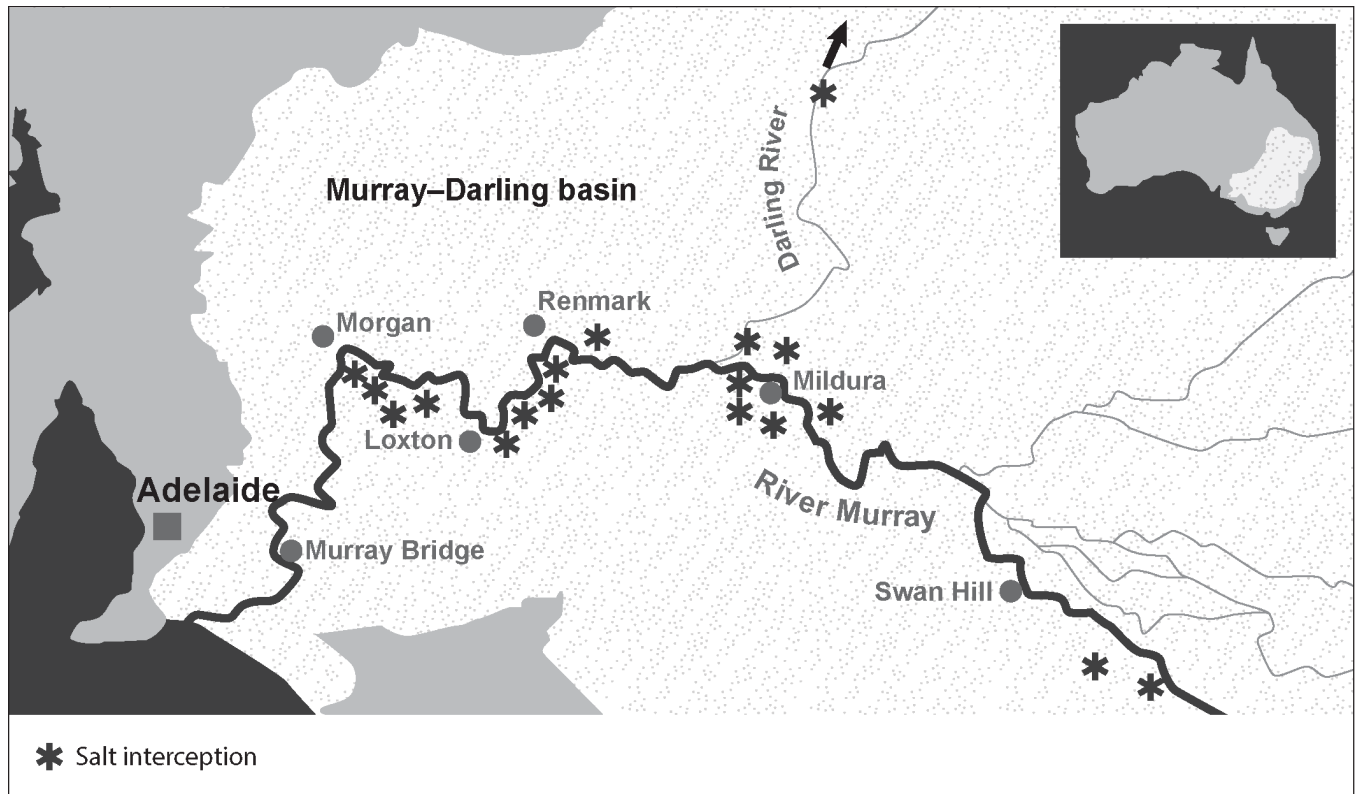 Darling River
Murray–Darling basin
Renmark
Morgan
Mildura
Loxton
River Murray
Adelaide
Murray Bridge
Swan Hill
Salt interception